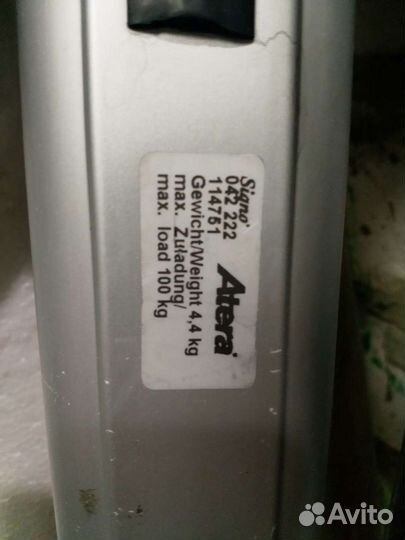 Signo
042 222
114751
Atera
Gewicht/Weight 4,4 kg
max. Zuladung/
max. load 100 kg
Avito